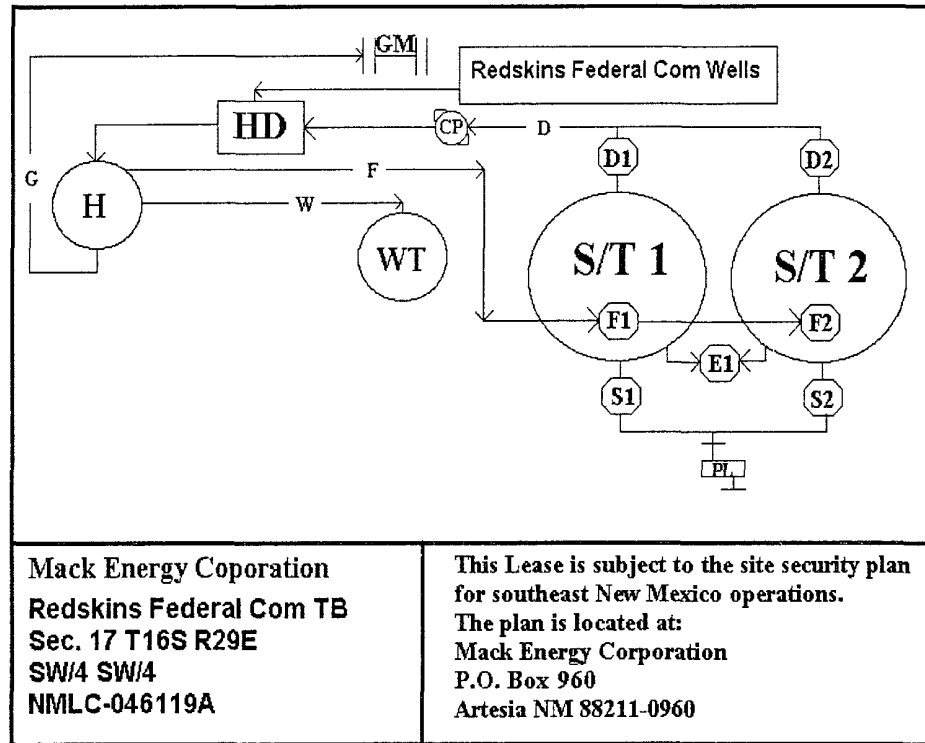 GM
Redskins Federal Com Wells
HD
CP
D
D1
D2
G
H
F
W
WT
S/T 1
S/T 2
F1
F2
E1
S1
S2
PL
Mack Energy Coporation
Redskins Federal Com TB
Sec. 17 T16S R29E
SW/4 SW/4
NMLC-046119A
This Lease is subject to the site security plan
for southeast New Mexico operations.
The plan is located at:
Mack Energy Corporation
P.O. Box 960
Artesia NM 88211-0960